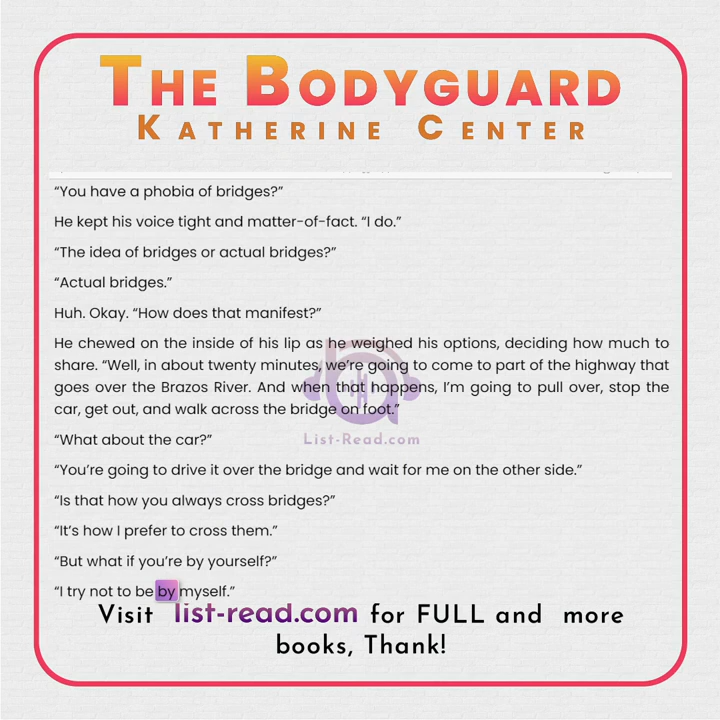 THE BODYGUARD
KATHERINE CENTER
“You have a phobia of bridges?”
He kept his voice tight and matter-of-fact. “I do.”
“The idea of bridges or actual bridges?”
“Actual bridges.”
Huh. Okay. “How does that manifest?”
He chewed on the inside of his lip as he weighed his options, deciding how much to
share. “Well, in about twenty minutes, we’re going to come to part of the highway that
goes over the Brazos River. And when that happens, I’m going to pull over, stop the
car, get out, and walk across the bridge on foot.”
“What about the car?”
List-Read.com
“You’re going to drive it over the bridge and wait for me on the other side.”
“Is that how you always cross bridges?”
“It’s how I prefer to cross them.”
“But what if you’re by yourself?”
“I try not to be by myself.”
Visit list-read.com for FULL and more
books, Thank!